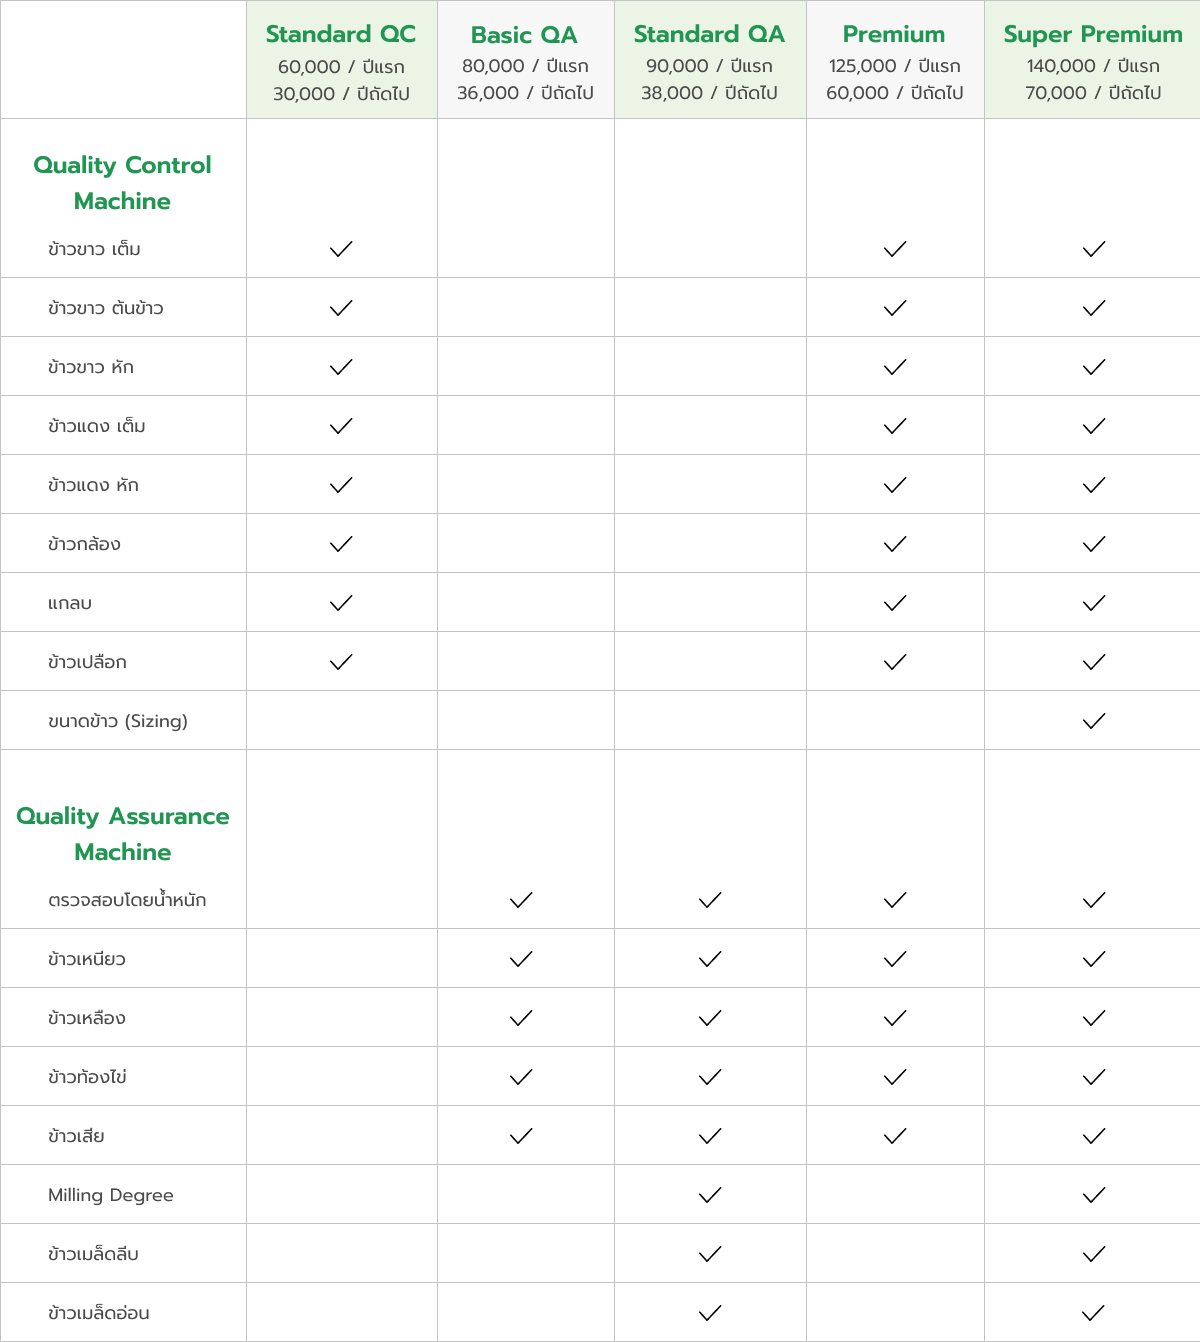 Standard QC
60,000 / ปีแรก
30,000 / ปีถัดไป
Basic QA
80,000 / ปีแรก
36,000 / ปีถัดไป
Standard QA
90,000 / ปีแรก
38,000 / ปีถัดไป
Premium
125,000 / ปีแรก
60,000 / ปีถัดไป
Super Premium
140,000 / ปีแรก
70,000 / ปีถัดไป
Quality Control
Machine
ข้าวขาว เต็ม
ข้าวขาว ต้นข้าว
ข้าวขาว หัก
ข้าวแดง เต็ม
ข้าวแดง หัก
ข้าวกล้อง
แกลบ
ข้าวเปลือก
ขนาดข้าว (Sizing)
Quality Assurance
Machine
ตรวจสอบโดยน้ำหนัก
ข้าวเหนียว
ข้าวเหลือง
ข้าวท้องไข่
ข้าวเสีย
Milling Degree
ข้าวเมล็ดลีบ
ข้าวเมล็ดอ่อน